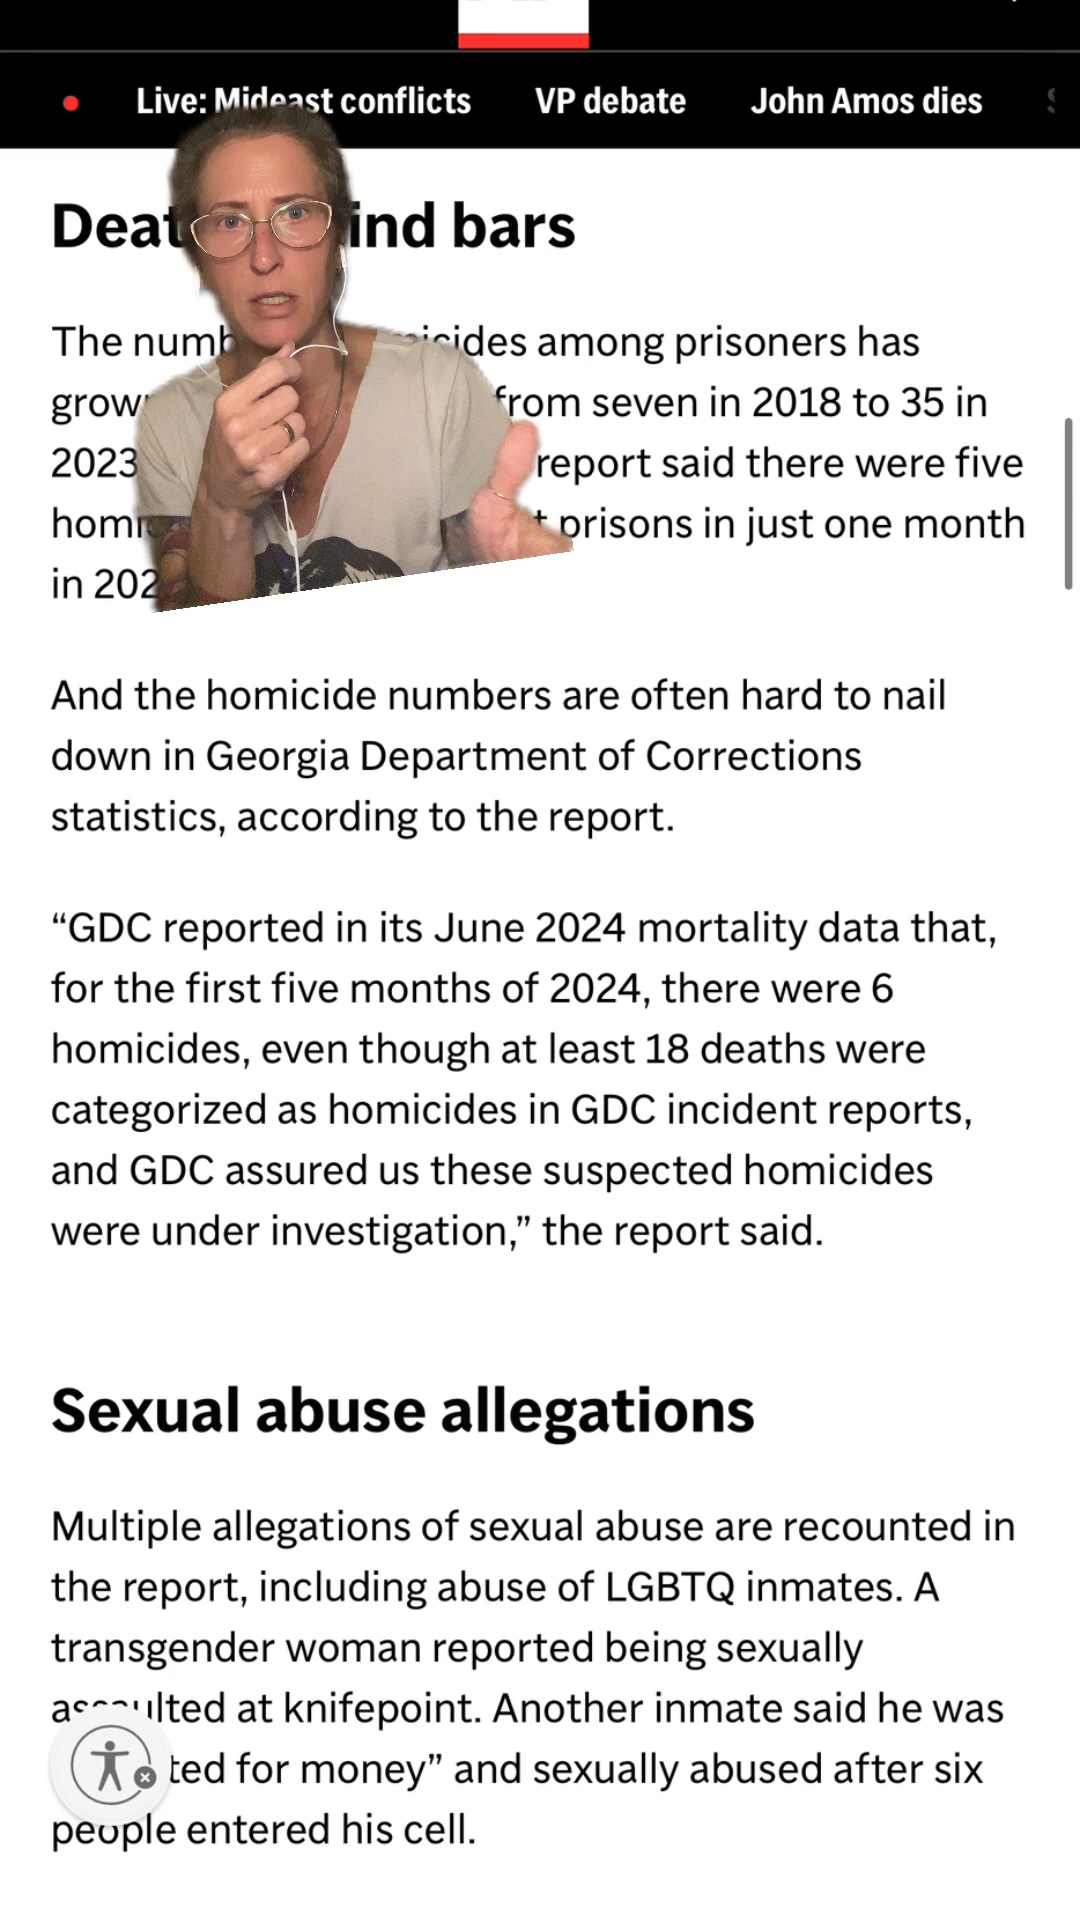 Live: Mideast conflicts VP debate John Amos dies
ind bars
The among prisoners has
from seven in 2018 to 35 in
2023 report said there were five
prisons in just one month
in
And the homicide numbers are often hard to nail
down in Georgia Department of Corrections
statistics, according to the report.
“GDC reported in its June 2024 mortality data that,
for the first five months of 2024, there were 6
homicides, even though at least 18 deaths were
categorized as homicides in GDC incident reports,
and GDC assured us these suspected homicides
were under investigation,” the report said.
Sexual abuse allegations
Multiple allegations of sexual abuse are recounted in
the report, including abuse of LGBTQ inmates. A
transgender woman reported being sexually
assaulted at knifepoint. Another inmate said he was
ted for money” and sexually abused after six
people entered his cell.